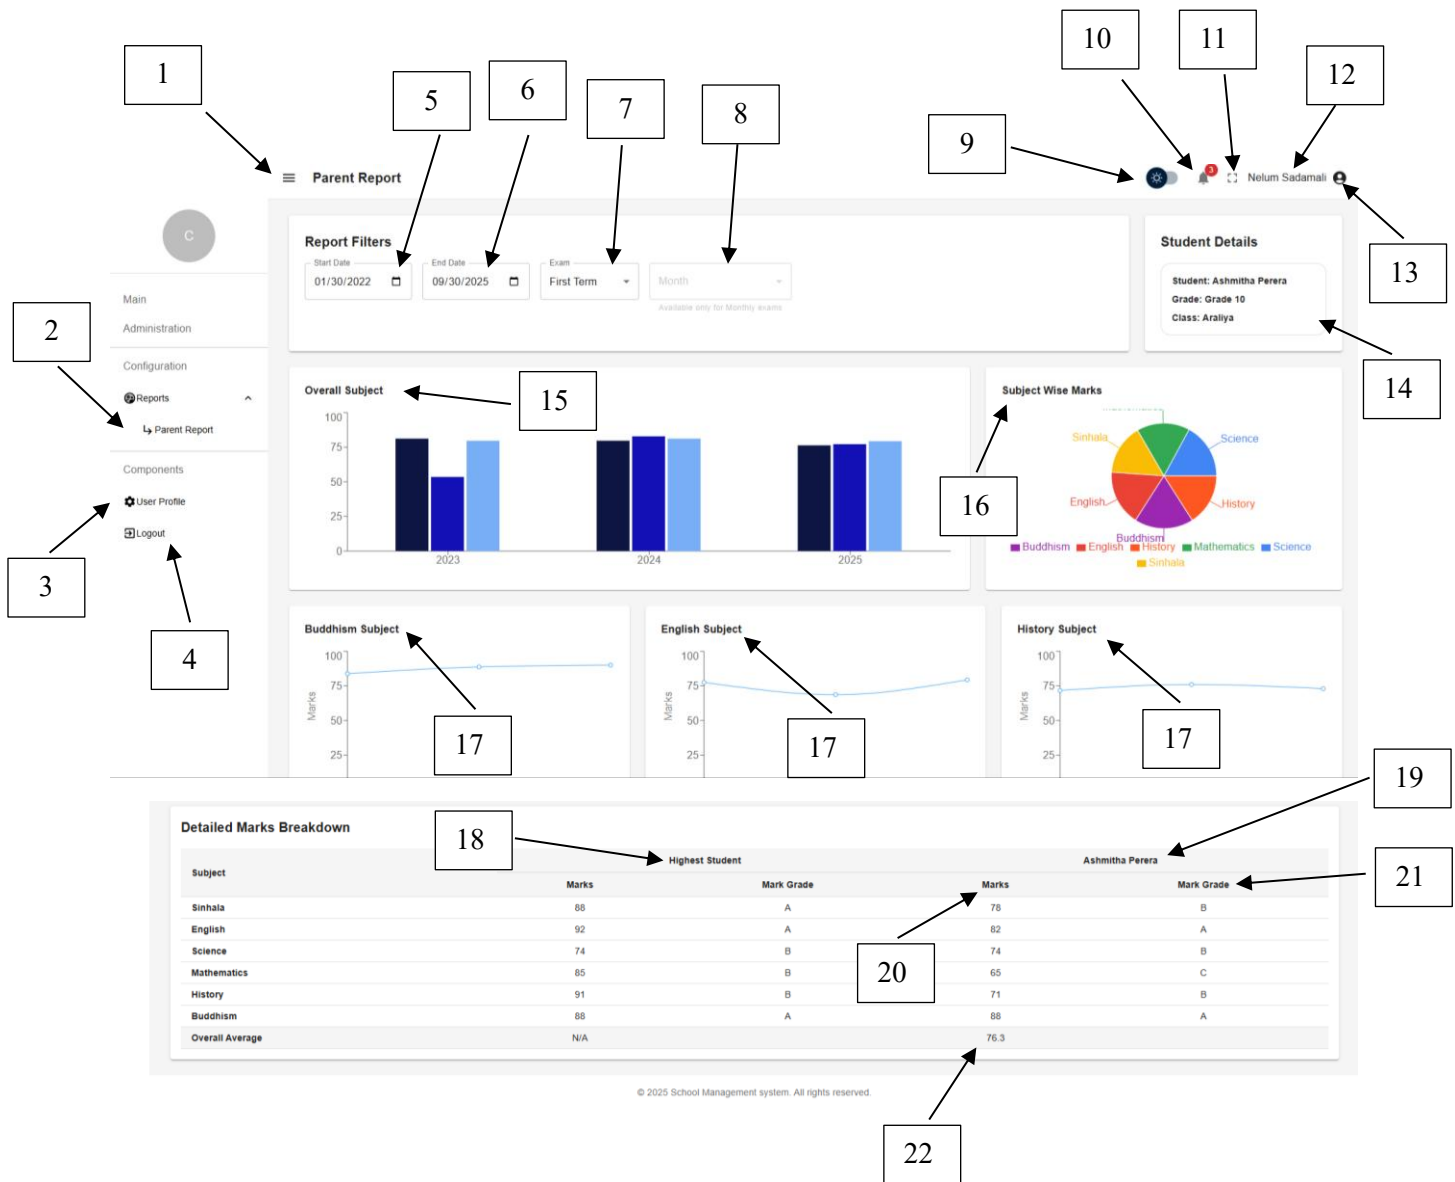 1
5
6
7
8
9
10
11
12
13
Parent Report
3
Nelum Sadamali
C
Main
Administration
Configuration
Reports
Parent Report
Components
User Profile
Logout
2
3
4
Report Filters
Start Date
01/30/2022
End Date
09/30/2025
Exam
First Term
Month
Available only for Monthly exams
Student Details
Student: Ashmitha Perera
Grade: Grade 10
Class: Araliya
14
Overall Subject
15
100
75
50
25
0
2023
2024
2025
Subject Wise Marks
16
Mathematics
Sinhala
Science
English
History
Buddhism
Buddhism English History Mathematics Science
Sinhala
Buddhism Subject
100
75
50
25
Marks
17
English Subject
100
75
50
25
Marks
17
History Subject
100
75
50
25
Marks
17
Detailed Marks Breakdown
18
19
20
21
22
Subject Highest Student Ashmitha Perera
Marks Mark Grade Marks Mark Grade
Sinhala 88 A 78 B
English 92 A 82 A
Science 74 B 74 B
Mathematics 85 B 65 C
History 91 B 71 B
Buddhism 88 A 88 A
Overall Average N/A 76.3
© 2025 School Management system. All rights reserved.